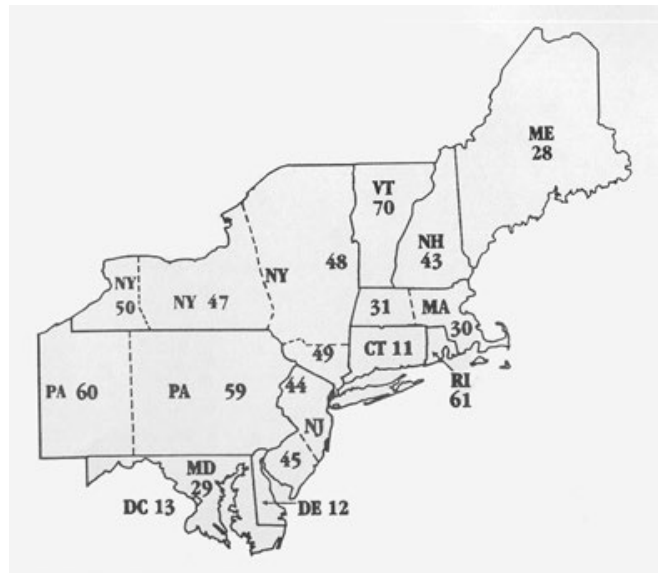 ME
28
VT
70
NH
43
NY
48
NY
50
NY 47
31
MA
30
49
CT 11
RI
61
PA 60
PA 59
44
NJ
45
MD
29
DC 13
DE 12